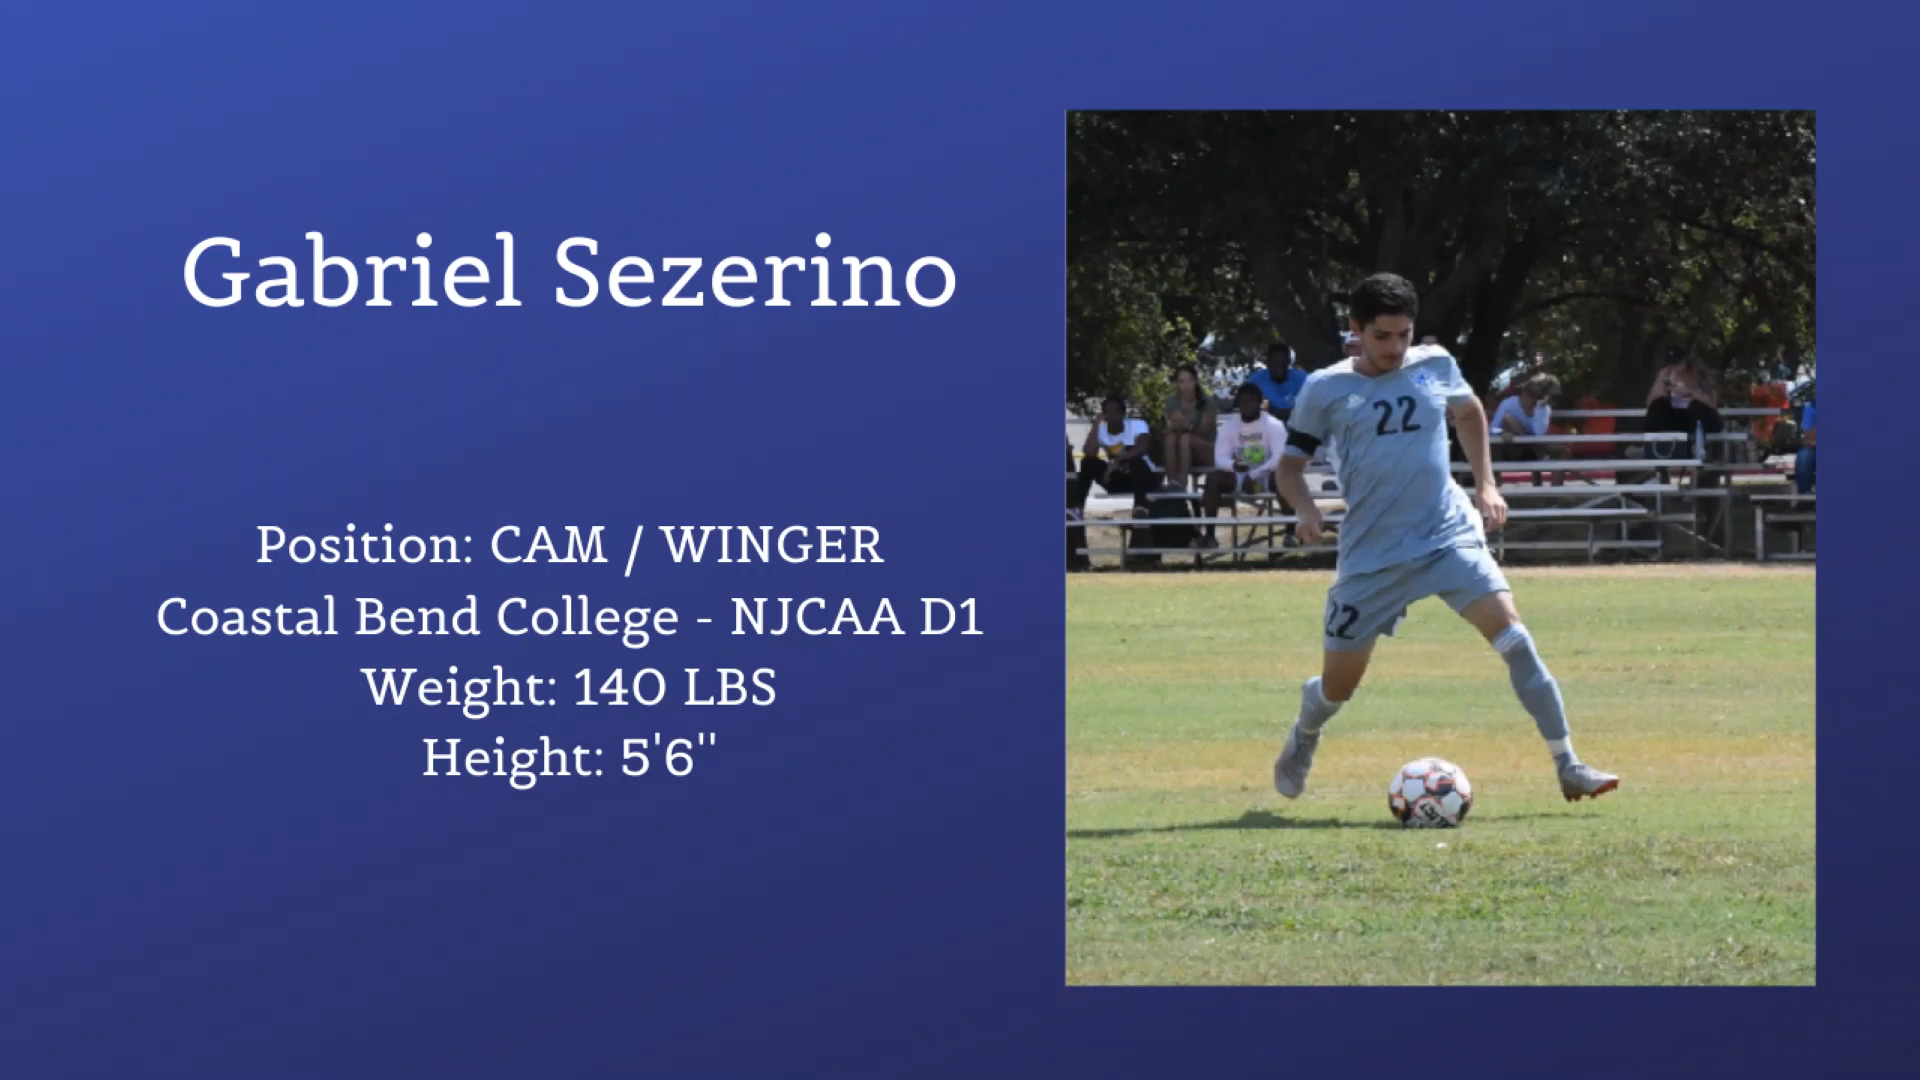 Gabriel Sezerino
Position: CAM / WINGER
Coastal Bend College - NJCAA D1
Weight: 140 LBS
Height: 5'6"
22
22